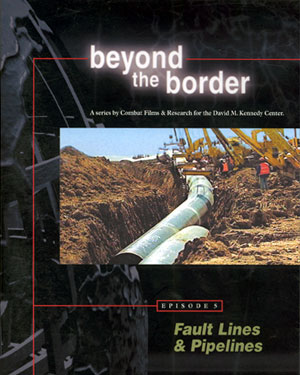 beyond
the border
A series by Combat Films & Research for the David M. Kennedy Center.
EPISODE 5
Fault Lines
& Pipelines